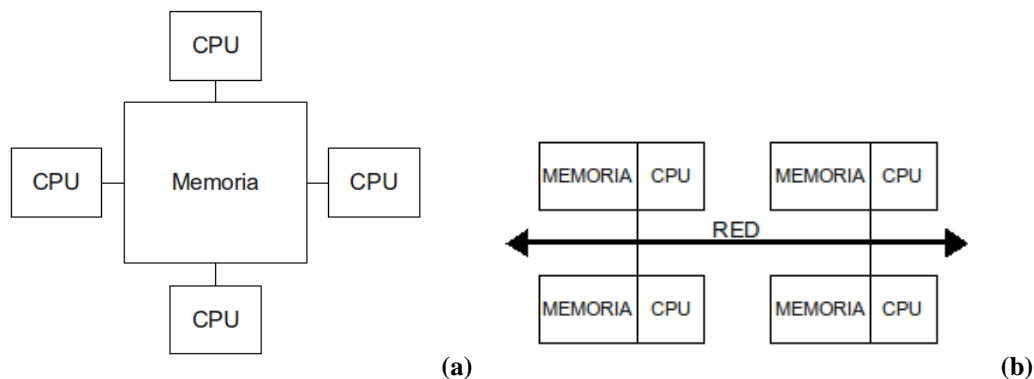 CPU
CPU
Memoria
CPU
CPU
(a)
MEMORIA CPU
MEMORIA CPU
RED
MEMORIA CPU
MEMORIA CPU
(b)